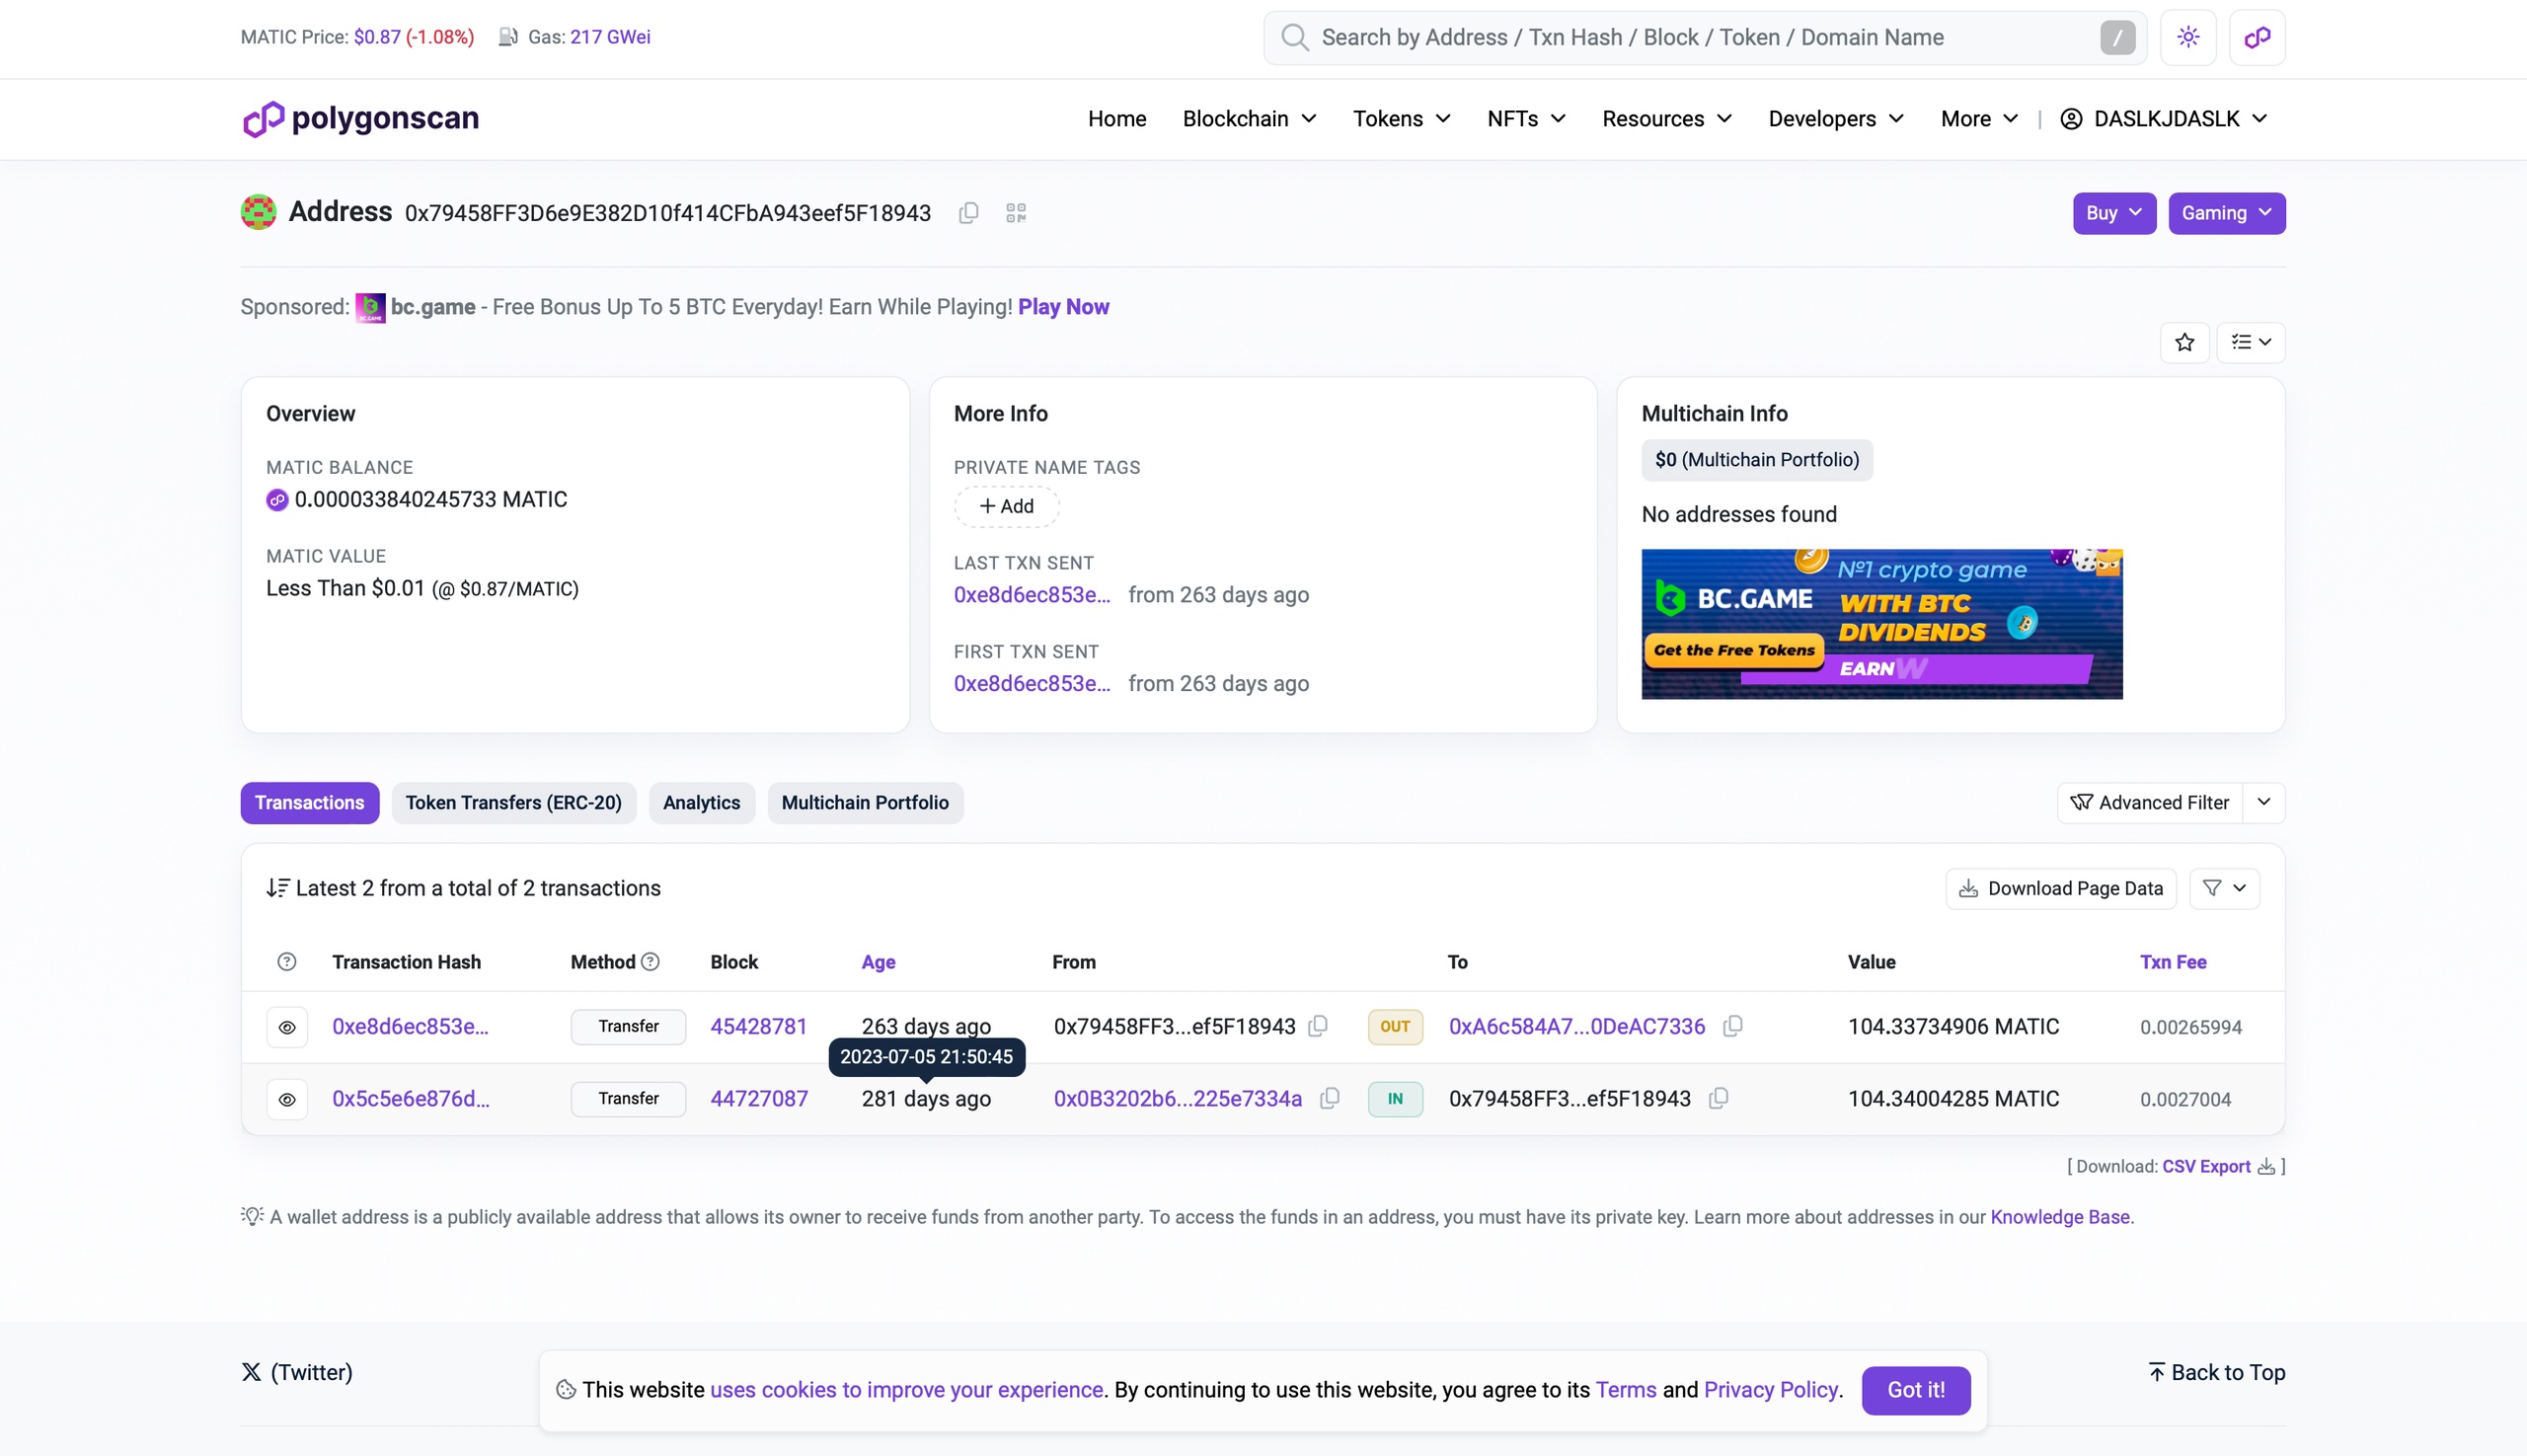 MATIC Price: $0.87 (-1.08%) Gas: 217 GWei
Search by Address / Txn Hash / Block / Token / Domain Name /
polygonscan
Home Blockchain Tokens NFTs Resources Developers More | DASLKJDASLK
Address 0x79458FF3D6e9E382D10f414CFbA943eef5F18943
Buy Gaming
Sponsored: bc.game - Free Bonus Up To 5 BTC Everyday! Earn While Playing! Play Now
Overview
MATIC BALANCE
0.000033840245733 MATIC
MATIC VALUE
Less Than $0.01 (@ $0.87/MATIC)
More Info
PRIVATE NAME TAGS
+ Add
LAST TXN SENT
0xe8d6ec853e... from 263 days ago
FIRST TXN SENT
0xe8d6ec853e... from 263 days ago
Multichain Info
$0 (Multichain Portfolio)
No addresses found
Nº1 crypto game
BC.GAME WITH BTC
DIVIDENDS
Get the Free Tokens
EARN W
Transactions Token Transfers (ERC-20) Analytics Multichain Portfolio
Advanced Filter
Latest 2 from a total of 2 transactions
Download Page Data
Transaction Hash Method Block Age From To Value Txn Fee
0xe8d6ec853e... Transfer 45428781 263 days ago 0x79458FF3...ef5F18943 OUT 0xA6c584A7...0DeAC7336 104.33734906 MATIC 0.00265994
2023-07-05 21:50:45
0x5c5e6e876d... Transfer 44727087 281 days ago 0x0B3202b6...225e7334a IN 0x79458FF3...ef5F18943 104.34004285 MATIC 0.0027004
[ Download: CSV Export ]
A wallet address is a publicly available address that allows its owner to receive funds from another party. To access the funds in an address, you must have its private key. Learn more about addresses in our Knowledge Base.
X (Twitter)
This website uses cookies to improve your experience. By continuing to use this website, you agree to its Terms and Privacy Policy. Got it!
Back to Top